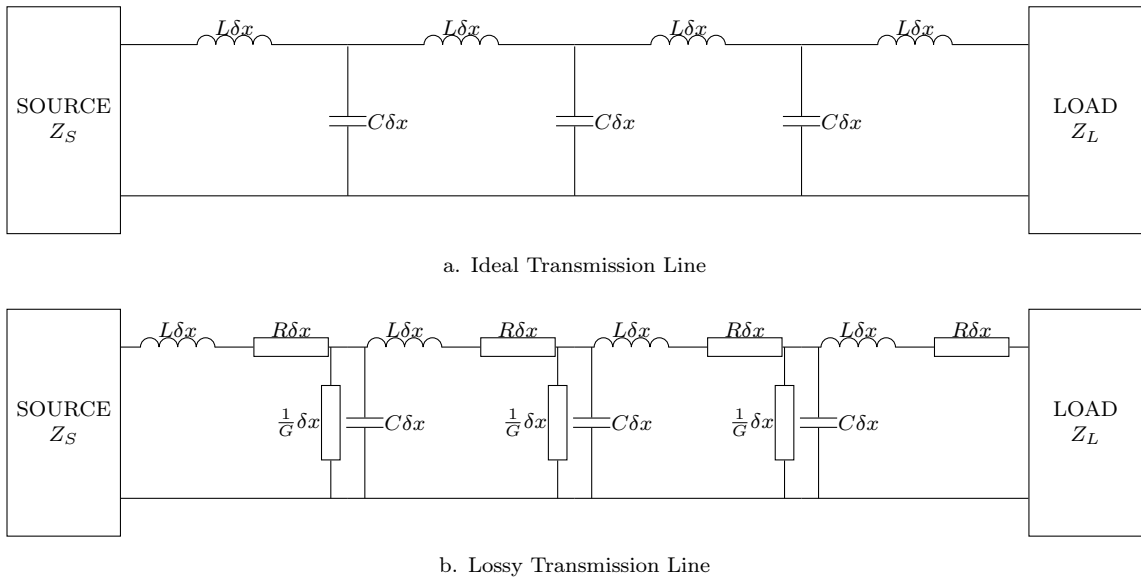 Lδx Lδx Lδx Lδx
SOURCE
Z_S
Cδx Cδx Cδx
LOAD
Z_L
a. Ideal Transmission Line
Lδx Rδx Lδx Rδx Lδx Rδx Lδx Rδx
SOURCE
Z_S
1/G δx Cδx 1/G δx Cδx 1/G δx Cδx
LOAD
Z_L
b. Lossy Transmission Line